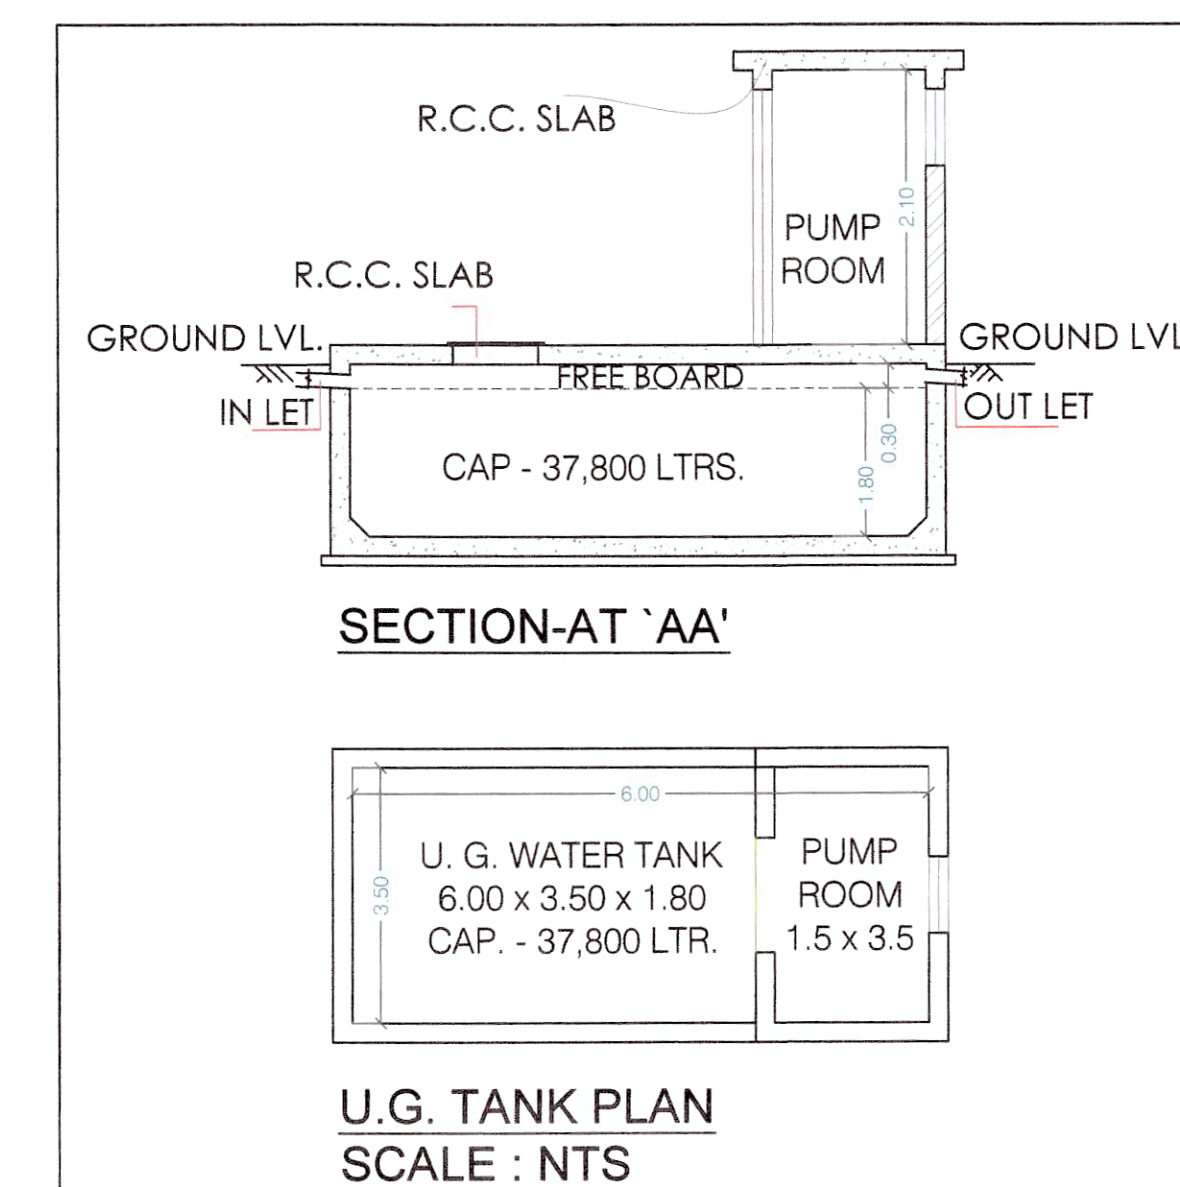 R.C.C. SLAB
2.10
PUMP
ROOM
R.C.C. SLAB
GROUND LVL.
GROUND LVL
FREE BOARD
IN LET
OUT LET
0.30
CAP - 37,800 LTRS.
1.80
SECTION-AT `AA'
6.00
3.50
U. G. WATER TANK
6.00 x 3.50 x 1.80
CAP. - 37,800 LTR.
PUMP
ROOM
1.5 x 3.5
U.G. TANK PLAN
SCALE : NTS